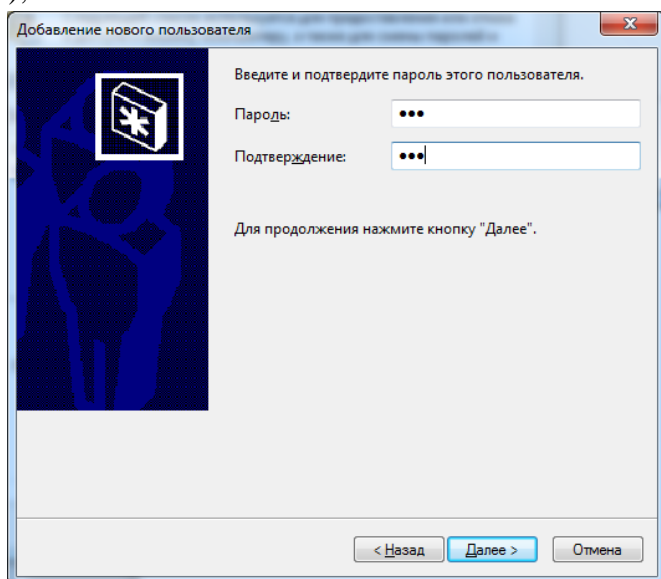 Добавление нового пользователя
Введите и подтвердите пароль этого пользователя.
Пароль: •••
Подтверждение: •••
Для продолжения нажмите кнопку "Далее".
< Назад Далее > Отмена